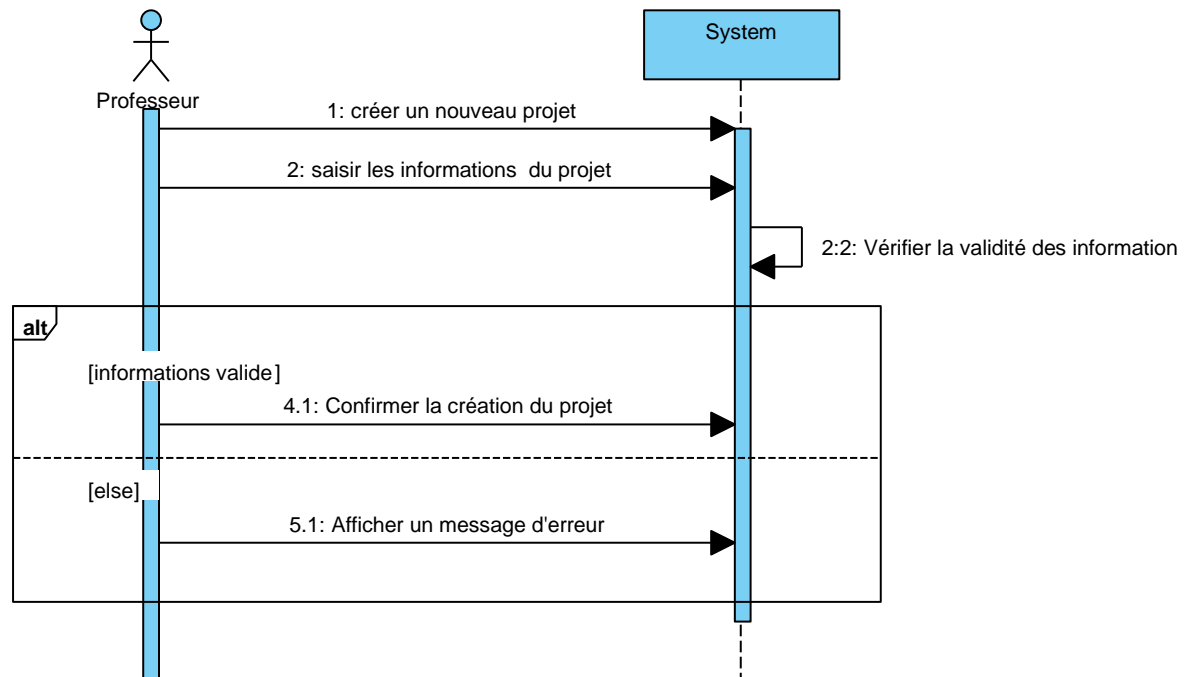 System
Professeur
1: créer un nouveau projet
2: saisir les informations  du projet
2:2: Vérifier la validité des information
alt
[informations valide]
4.1: Confirmer la création du projet
[else]
5.1: Afficher un message d'erreur